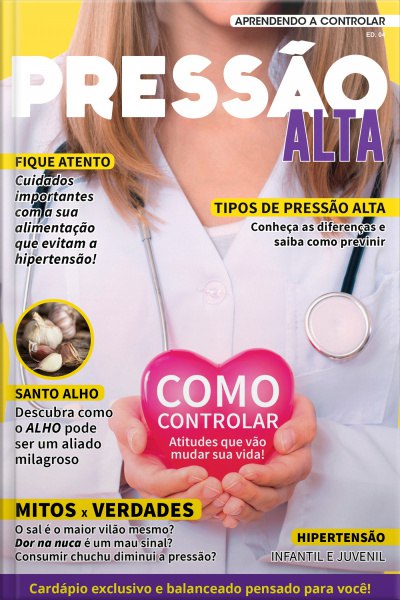 APRENDENDO A CONTROLAR
ED. 04
PRESSÃO
ALTA
FIQUE ATENTO
Cuidados
importantes
com a sua
alimentação
que evitam a
hipertensão!
TIPOS DE PRESSÃO ALTA
Conheça as diferenças e
saiba como previnir
SANTO ALHO
Descubra como
o ALHO pode
ser um aliado
milagroso
COMO
CONTROLAR
Atitudes que vão
mudar sua vida!
MITOS x VERDADES
O sal é o maior vilão mesmo?
Dor na nuca é um mau sinal?
Consumir chuchu diminui a pressão?
HIPERTENSÃO
INFANTIL E JUVENIL
Cardápio exclusivo e balanceado pensado para você!